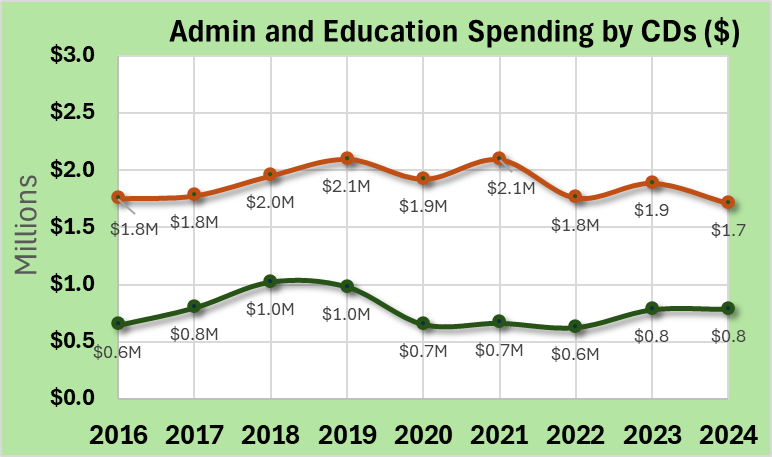 Admin and Education Spending by CDs ($)
$3.0
$2.5
$2.0
$1.5
$1.0
$0.5
$0.0
Millions
$1.8M $1.8M $2.0M $2.1M $1.9M $2.1M $1.8M $1.9 $1.7
$0.6M $0.8M $1.0M $1.0M $0.7M $0.7M $0.6M $0.8 $0.8
2016 2017 2018 2019 2020 2021 2022 2023 2024